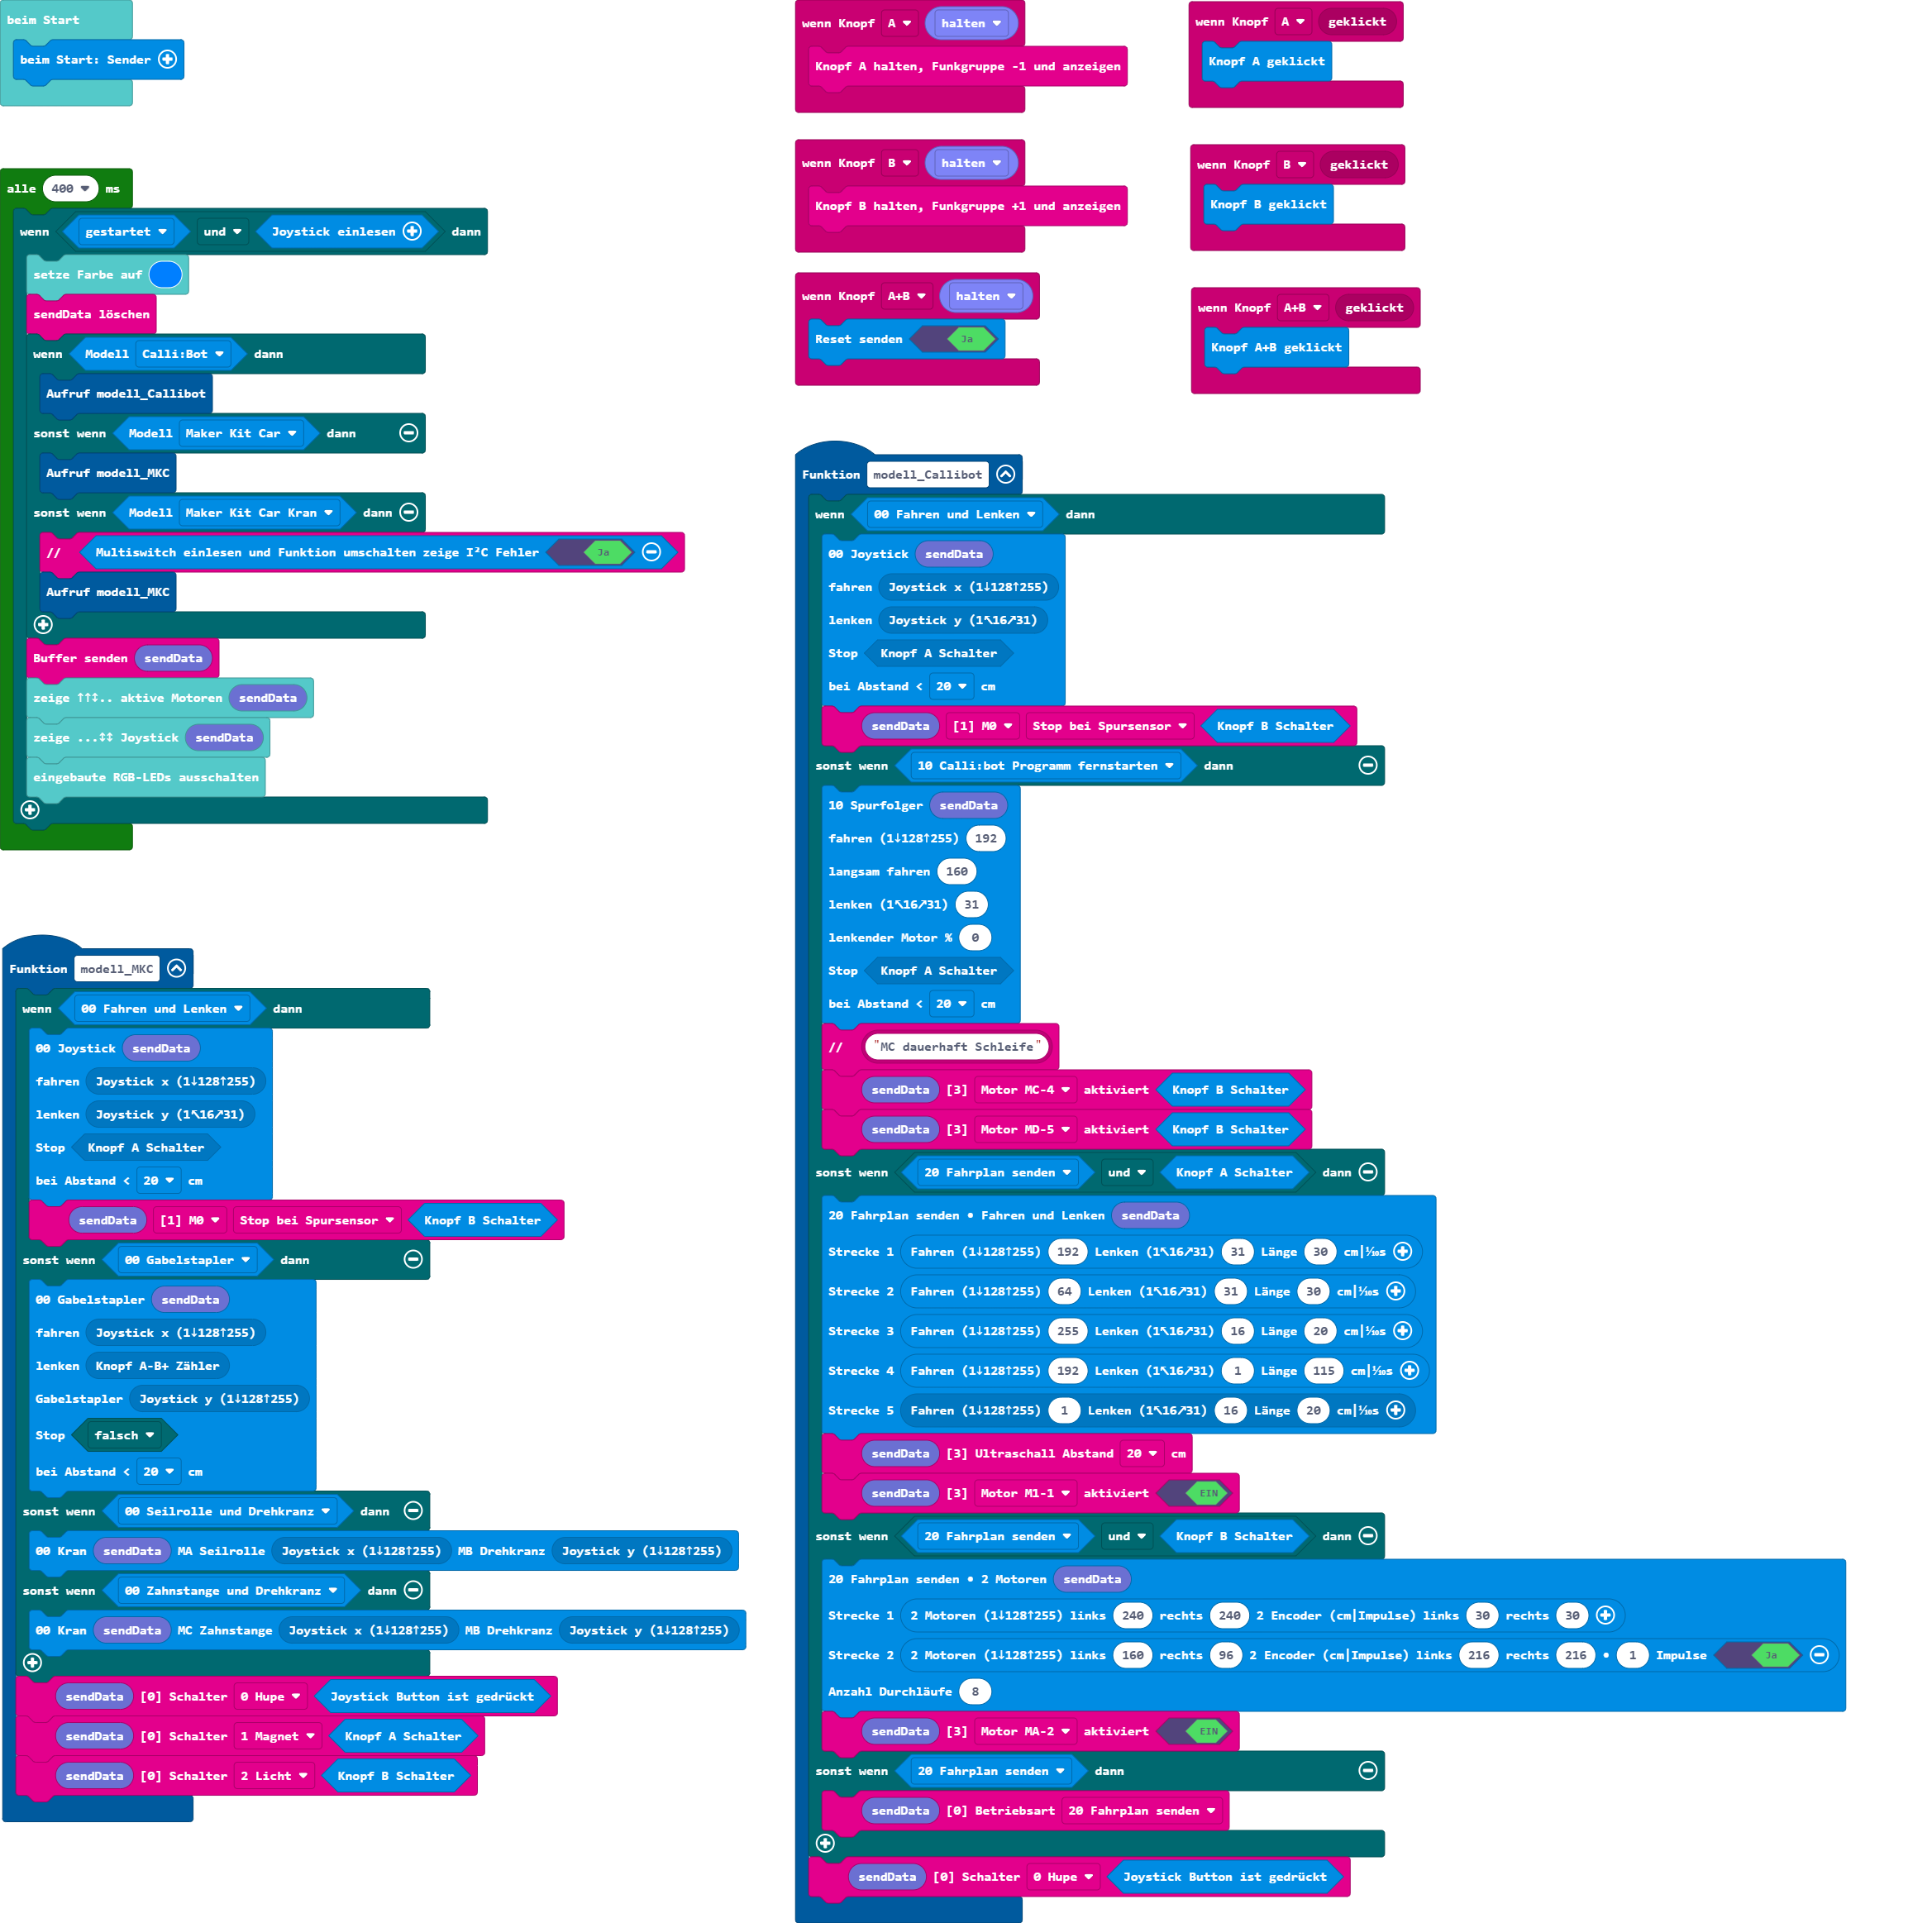 beim Start
beim Start: Sender
alle 400 ms
wenn gestartet und Joystick einlesen dann
setze Farbe auf
sendData löschen
wenn Modell Calli:Bot dann
Aufruf modell_Callibot
sonst wenn Modell Maker Kit Car dann
Aufruf modell_MKC
sonst wenn Modell Maker Kit Car Kran dann
// Multiswitch einlesen und Funktion umschalten zeige I²C Fehler Ja
Aufruf modell_MKC
Buffer senden sendData
zeige ↑↑↕.. aktive Motoren sendData
zeige ...↕↕ Joystick sendData
eingebaute RGB-LEDs ausschalten
Funktion modell_MKC
wenn 00 Fahren und Lenken dann
00 Joystick sendData
fahren Joystick x (1↓128↑255)
lenken Joystick y (1↖16↗31)
Stop Knopf A Schalter
bei Abstand < 20 cm
sendData [1] M0 Stop bei Spursensor Knopf B Schalter
sonst wenn 00 Gabelstapler dann
00 Gabelstapler sendData
fahren Joystick x (1↓128↑255)
lenken Knopf A-B+ Zähler
Gabelstapler Joystick y (1↓128↑255)
Stop falsch
bei Abstand < 20 cm
sonst wenn 00 Seilrolle und Drehkranz dann
00 Kran sendData MA Seilrolle Joystick x (1↓128↑255) MB Drehkranz Joystick y (1↓128↑255)
sonst wenn 00 Zahnstange und Drehkranz dann
00 Kran sendData MC Zahnstange Joystick x (1↓128↑255) MB Drehkranz Joystick y (1↓128↑255)
sendData [0] Schalter 0 Hupe Joystick Button ist gedrückt
sendData [0] Schalter 1 Magnet Knopf A Schalter
sendData [0] Schalter 2 Licht Knopf B Schalter
wenn Knopf A halten
Knopf A halten, Funkgruppe -1 und anzeigen
wenn Knopf B halten
Knopf B halten, Funkgruppe +1 und anzeigen
wenn Knopf A+B halten
Reset senden Ja
wenn Knopf A geklickt
Knopf A geklickt
wenn Knopf B geklickt
Knopf B geklickt
wenn Knopf A+B geklickt
Knopf A+B geklickt
Funktion modell_Callibot
wenn 00 Fahren und Lenken dann
00 Joystick sendData
fahren Joystick x (1↓128↑255)
lenken Joystick y (1↖16↗31)
Stop Knopf A Schalter
bei Abstand < 20 cm
sendData [1] M0 Stop bei Spursensor Knopf B Schalter
sonst wenn 10 Calli:bot Programm fernstarten dann
10 Spurfolger sendData
fahren (1↓128↑255) 192
langsam fahren 160
lenken (1↖16↗31) 31
lenkender Motor % 0
Stop Knopf A Schalter
bei Abstand < 20 cm
// "MC dauerhaft Schleife"
sendData [3] Motor MC-4 aktiviert Knopf B Schalter
sendData [3] Motor MD-5 aktiviert Knopf B Schalter
sonst wenn 20 Fahrplan senden und Knopf A Schalter dann
20 Fahrplan senden • Fahren und Lenken sendData
Strecke 1 Fahren (1↓128↑255) 192 Lenken (1↖16↗31) 31 Länge 30 cm|⅒s
Strecke 2 Fahren (1↓128↑255) 64 Lenken (1↖16↗31) 31 Länge 30 cm|⅒s
Strecke 3 Fahren (1↓128↑255) 255 Lenken (1↖16↗31) 16 Länge 20 cm|⅒s
Strecke 4 Fahren (1↓128↑255) 192 Lenken (1↖16↗31) 1 Länge 115 cm|⅒s
Strecke 5 Fahren (1↓128↑255) 1 Lenken (1↖16↗31) 16 Länge 20 cm|⅒s
sendData [3] Ultraschall Abstand 20 cm
sendData [3] Motor M1-1 aktiviert EIN
sonst wenn 20 Fahrplan senden und Knopf B Schalter dann
20 Fahrplan senden • 2 Motoren sendData
Strecke 1 2 Motoren (1↓128↑255) links 240 rechts 240 2 Encoder (cm|Impulse) links 30 rechts 30
Strecke 2 2 Motoren (1↓128↑255) links 160 rechts 96 2 Encoder (cm|Impulse) links 216 rechts 216 • 1 Impulse Ja
Anzahl Durchläufe 8
sendData [3] Motor MA-2 aktiviert EIN
sonst wenn 20 Fahrplan senden dann
sendData [0] Betriebsart 20 Fahrplan senden
sendData [0] Schalter 0 Hupe Joystick Button ist gedrückt